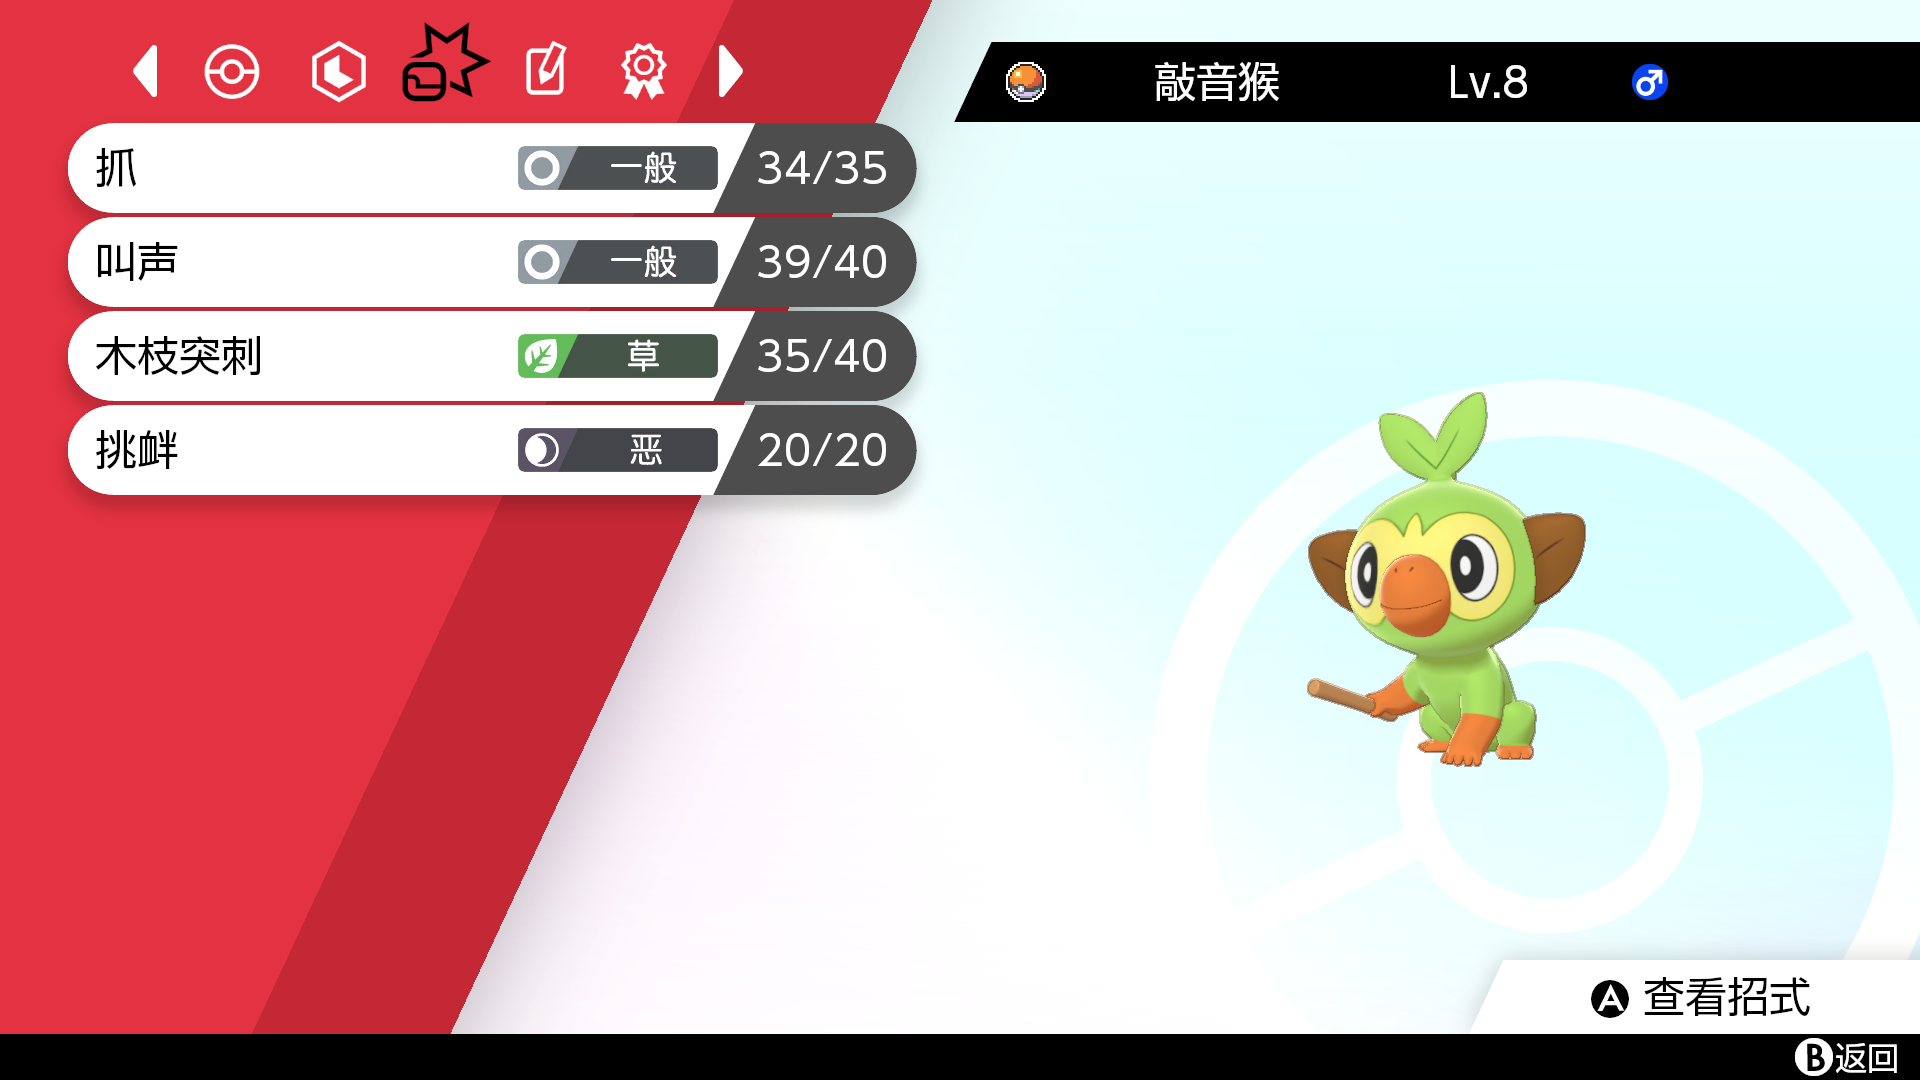 敲音猴 Lv.8 ♂
抓 一般 34/35
叫声 一般 39/40
木枝突刺 草 35/40
挑衅 恶 20/20
A 查看招式
B 返回